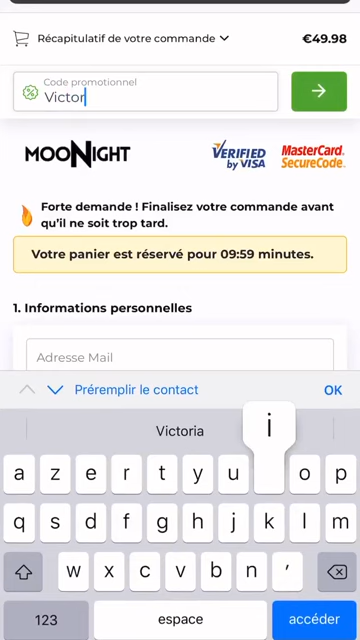 Récapitulatif de votre commande €49.98
Code promotionnel
Victor
MOONIGHT VERIFIED by VISA MasterCard. SecureCode.
Forte demande ! Finalisez votre commande avant
qu'il ne soit trop tard.
Votre panier est réservé pour 09:59 minutes.
1. Informations personnelles
Adresse Mail
Préremplir le contact OK
Victoria
i
a z e r t y u o p
q s d f g h j k l m
w x c v b n ’
123 espace accéder